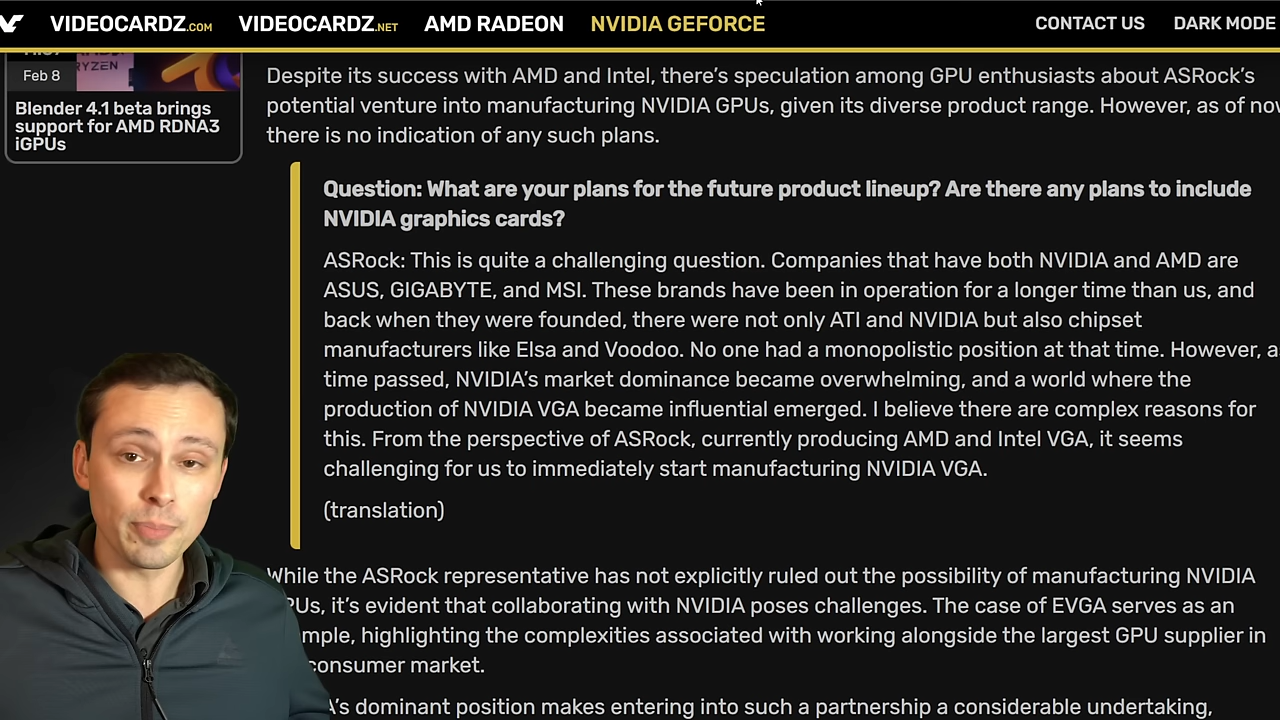 VIDEOCARDZ.COM VIDEOCARDZ.NET AMD RADEON NVIDIA GEFORCE CONTACT US DARK MODE
RYZEN
Feb 8
Blender 4.1 beta brings
support for AMD RDNA3
iGPUs
Despite its success with AMD and Intel, there's speculation among GPU enthusiasts about ASRock's
potential venture into manufacturing NVIDIA GPUs, given its diverse product range. However, as of now
there is no indication of any such plans.
Question: What are your plans for the future product lineup? Are there any plans to include
NVIDIA graphics cards?
ASRock: This is quite a challenging question. Companies that have both NVIDIA and AMD are
ASUS, GIGABYTE, and MSI. These brands have been in operation for a longer time than us, and
back when they were founded, there were not only ATI and NVIDIA but also chipset
manufacturers like Elsa and Voodoo. No one had a monopolistic position at that time. However, as
time passed, NVIDIA's market dominance became overwhelming, and a world where the
production of NVIDIA VGA became influential emerged. I believe there are complex reasons for
this. From the perspective of ASRock, currently producing AMD and Intel VGA, it seems
challenging for us to immediately start manufacturing NVIDIA VGA.
(translation)
While the ASRock representative has not explicitly ruled out the possibility of manufacturing NVIDIA
PUs, it's evident that collaborating with NVIDIA poses challenges. The case of EVGA serves as an
mple, highlighting the complexities associated with working alongside the largest GPU supplier in
consumer market.
A's dominant position makes entering into such a partnership a considerable undertaking,